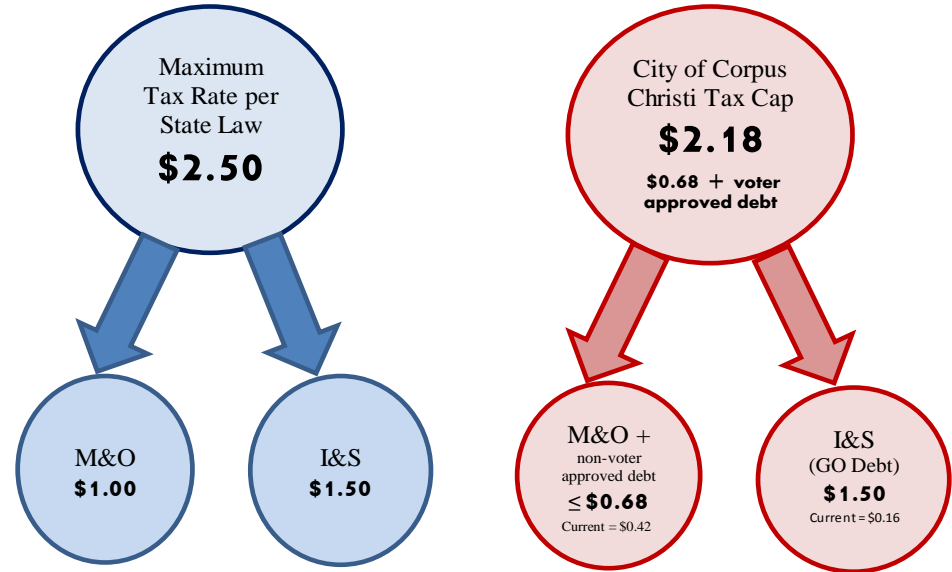 Maximum
Tax Rate per
State Law
$2.50
M&O
$1.00
I&S
$1.50
City of Corpus
Christi Tax Cap
$2.18
$0.68 + voter
approved debt
M&O +
non-voter
approved debt
≤ $0.68
Current = $0.42
I&S
(GO Debt)
$1.50
Current = $0.16